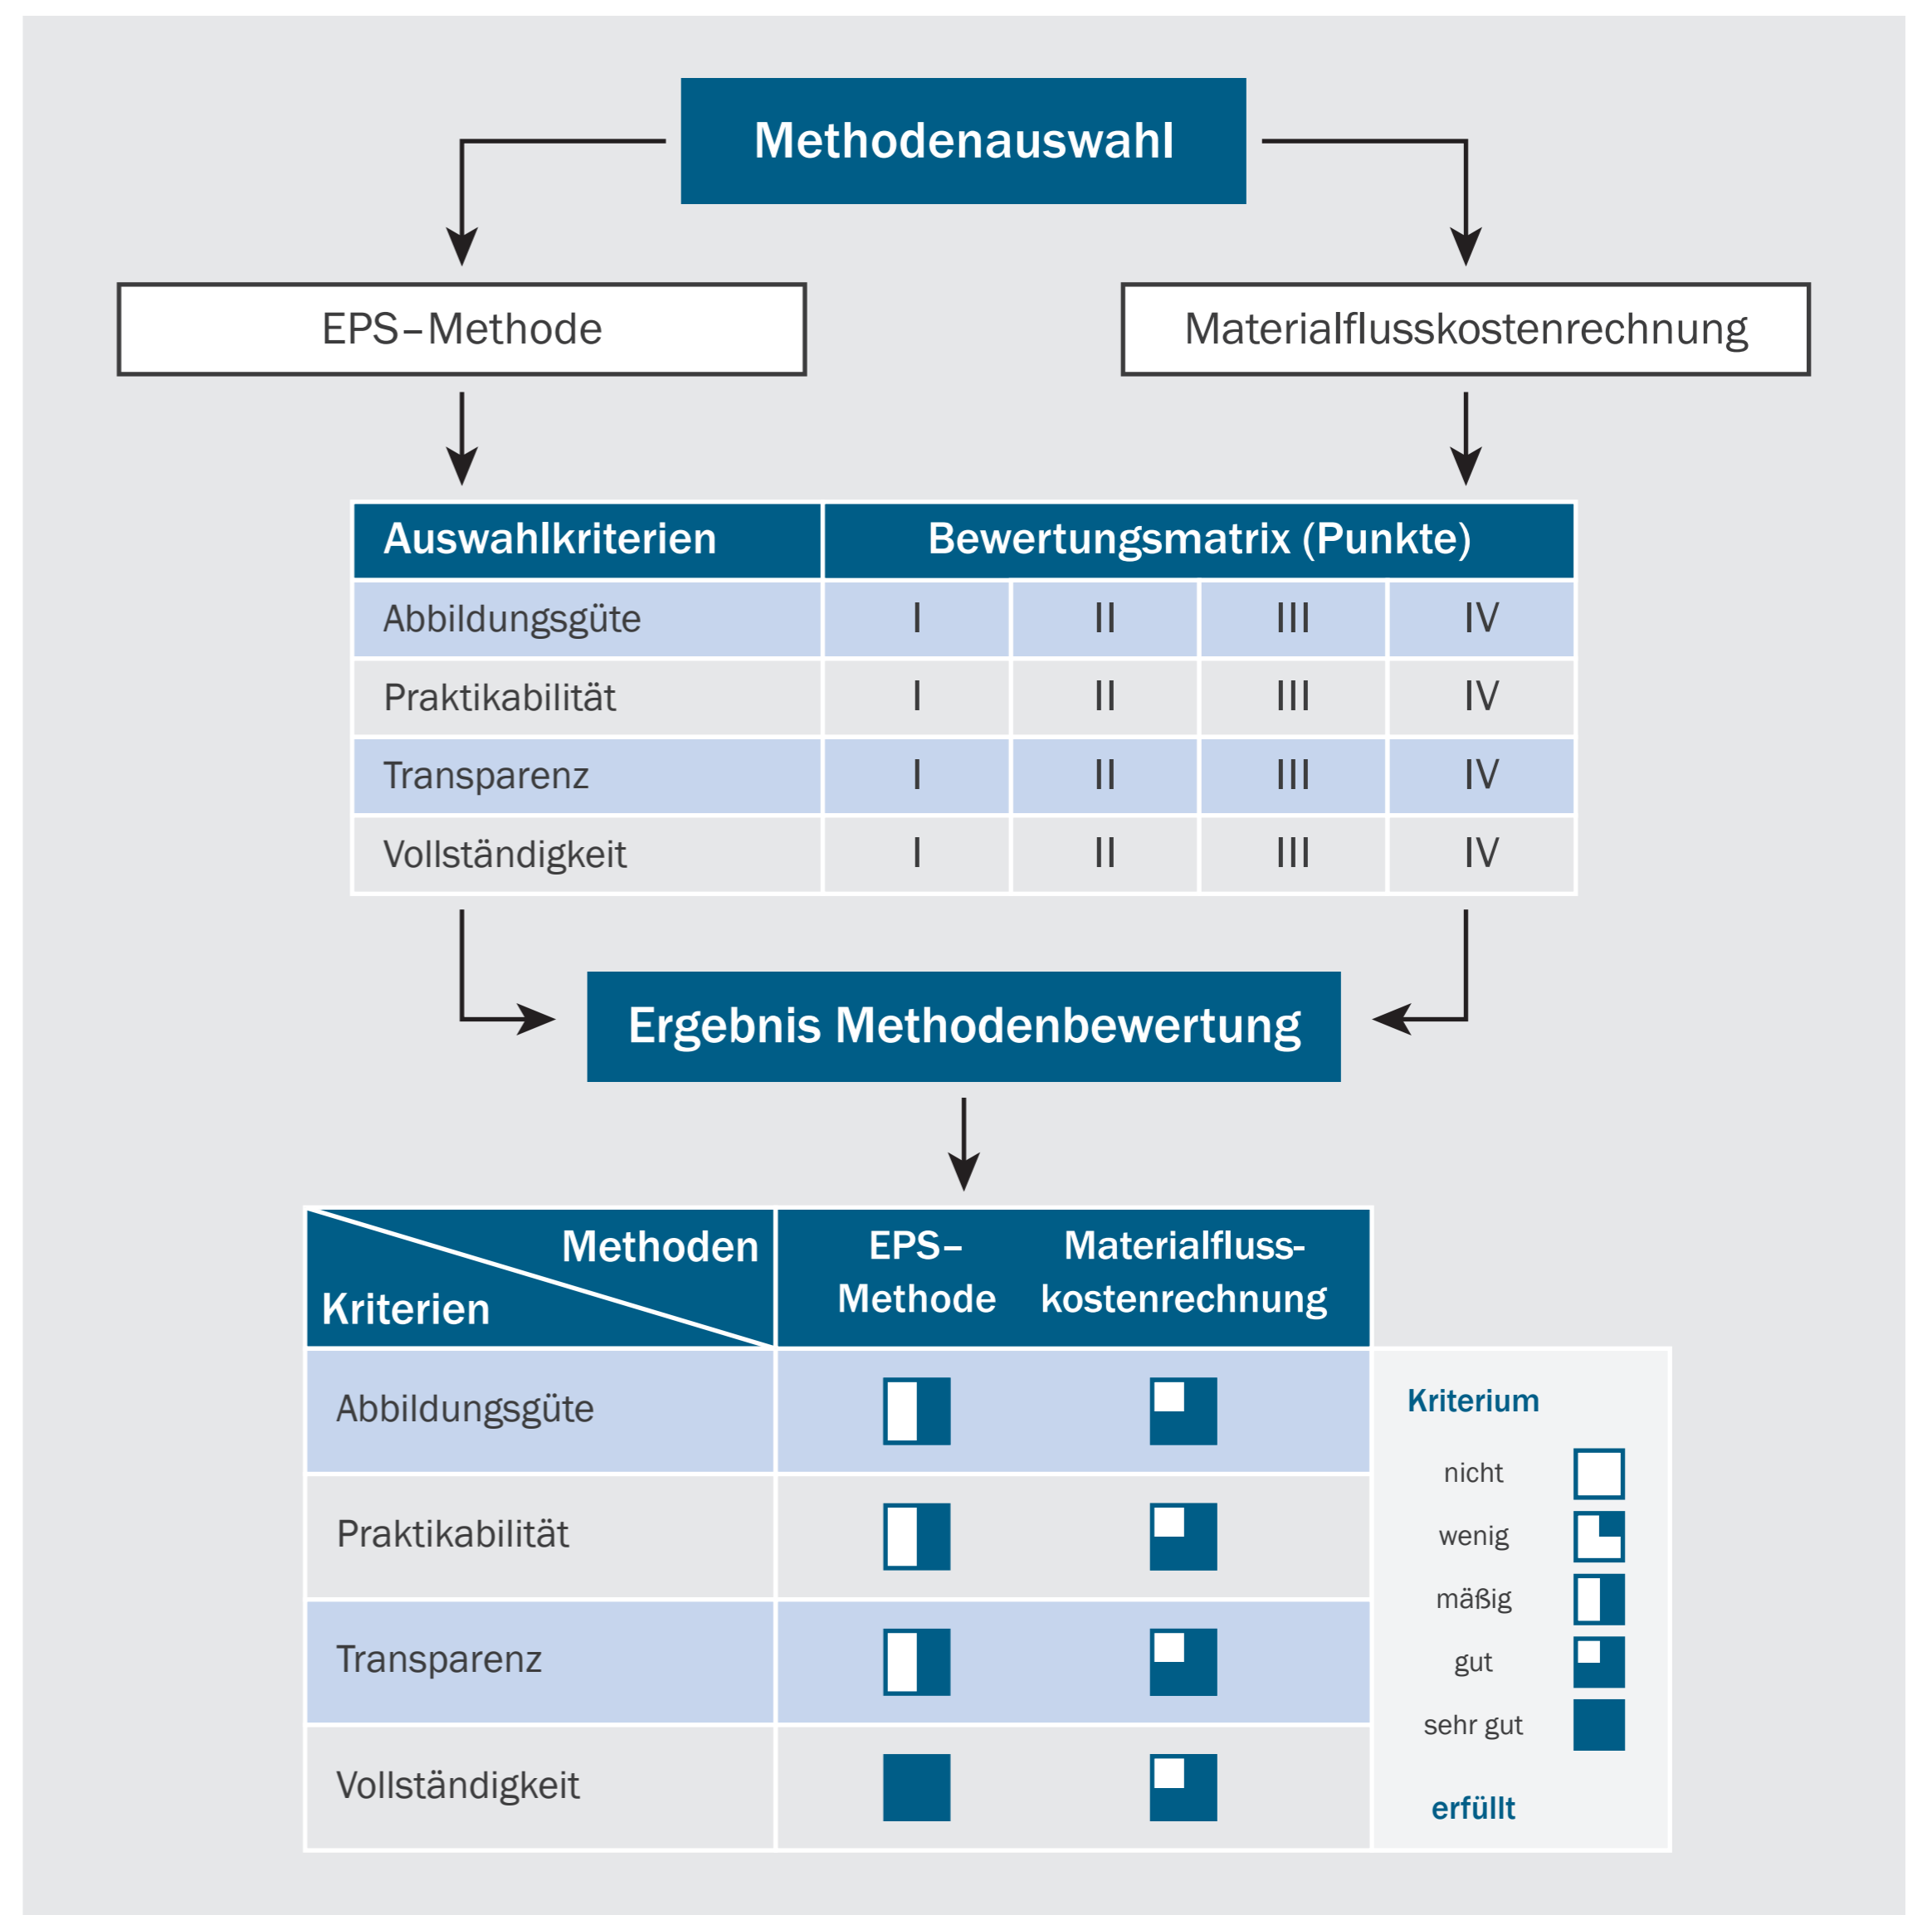 Methodenauswahl
EPS–Methode
Materialflusskostenrechnung
Auswahlkriterien Bewertungsmatrix (Punkte)
Abbildungsgüte I II III IV
Praktikabilität I II III IV
Transparenz I II III IV
Vollständigkeit I II III IV
Ergebnis Methodenbewertung
Methoden
Kriterien
EPS–
Methode
Materialfluss-
kostenrechnung
Abbildungsgüte
Praktikabilität
Transparenz
Vollständigkeit
Kriterium
nicht
wenig
mäßig
gut
sehr gut
erfüllt